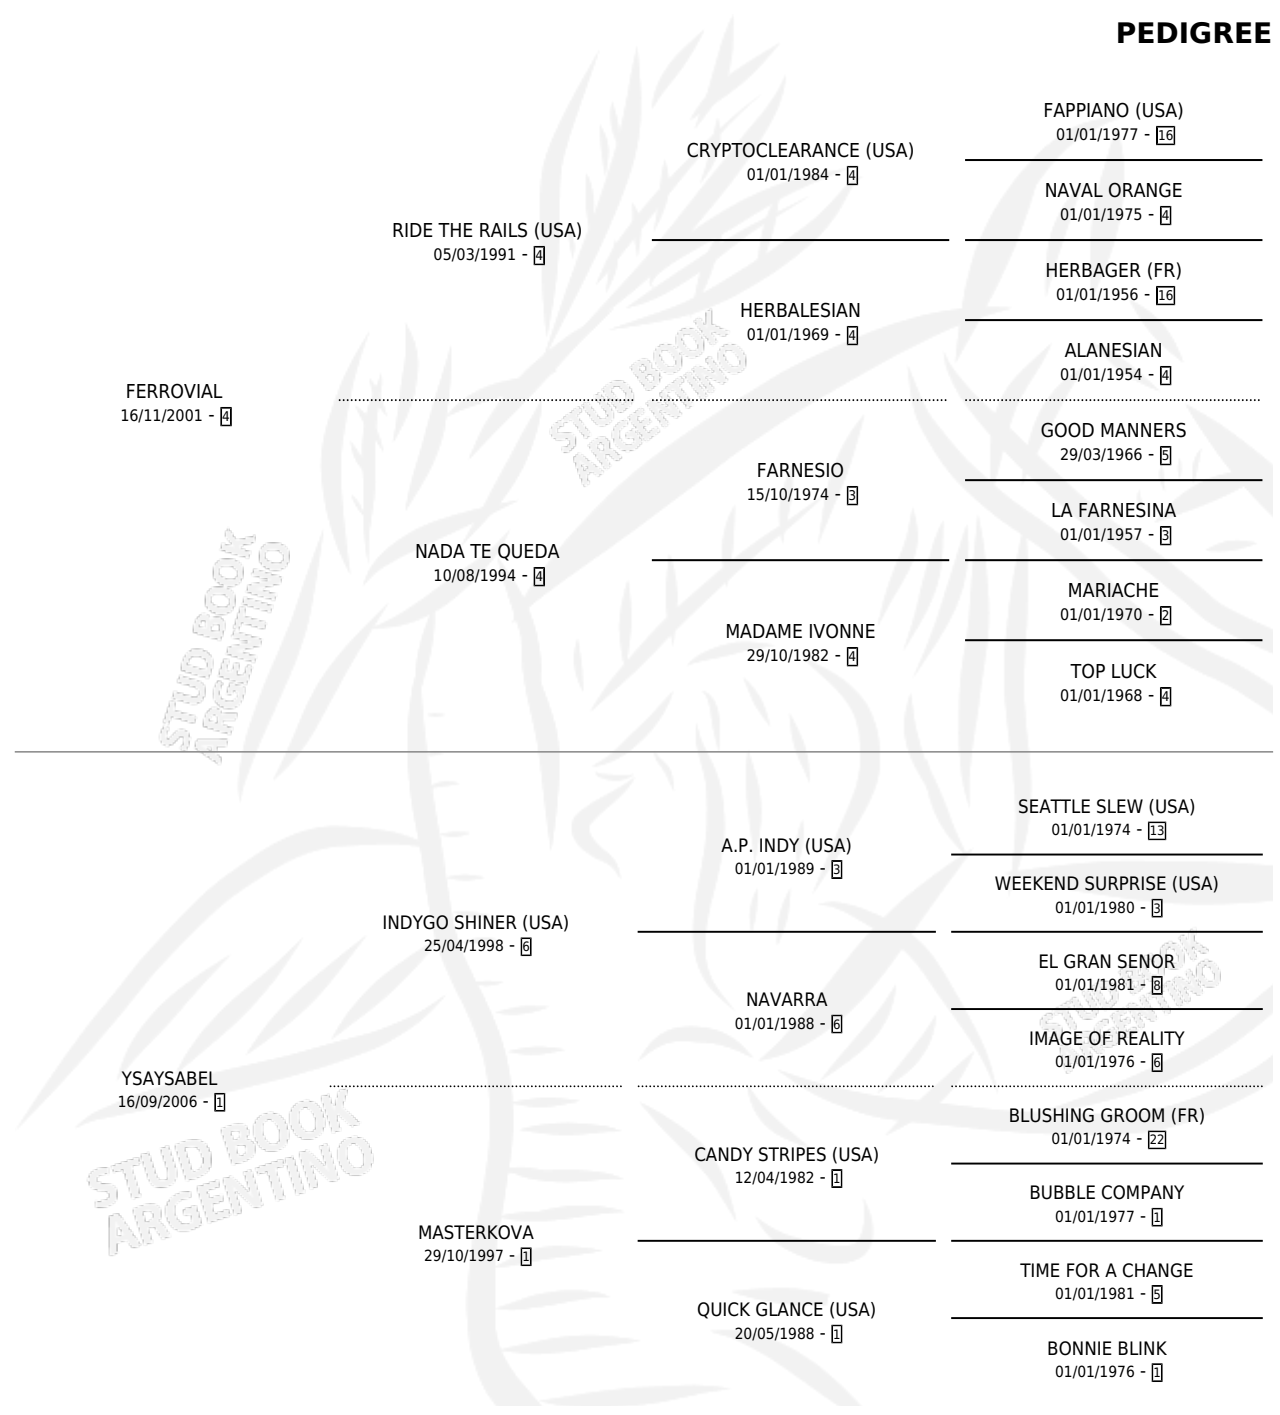 PEDIGREE
FAPPIANO (USA)
01/01/1977 - 16
CRYPTOCLEARANCE (USA)
01/01/1984 - 4
NAVAL ORANGE
01/01/1975 - 4
RIDE THE RAILS (USA)
05/03/1991 - 4
HERBAGER (FR)
01/01/1956 - 16
HERBALESIAN
01/01/1969 - 4
ALANESIAN
01/01/1954 - 4
FERROVIAL
16/11/2001 - 4
STUD BOOK
ARGENTINO
GOOD MANNERS
29/03/1966 - 5
FARNESIO
15/10/1974 - 3
LA FARNESINA
01/01/1957 - 3
NADA TE QUEDA
10/08/1994 - 4
MARIACHE
01/01/1970 - 2
MADAME IVONNE
29/10/1982 - 4
TOP LUCK
01/01/1968 - 4
STUD BOOK
ARGENTINO
SEATTLE SLEW (USA)
01/01/1974 - 13
A.P. INDY (USA)
01/01/1989 - 3
WEEKEND SURPRISE (USA)
01/01/1980 - 3
INDYGO SHINER (USA)
25/04/1998 - 6
EL GRAN SENOR
01/01/1981 - 8
NAVARRA
01/01/1988 - 6
STUD BOOK
ARGENTINO
IMAGE OF REALITY
01/01/1976 - 6
YSAYSABEL
16/09/2006 - 1
BLUSHING GROOM (FR)
01/01/1974 - 22
CANDY STRIPES (USA)
12/04/1982 - 1
STUD BOOK
ARGENTINO
BUBBLE COMPANY
01/01/1977 - 1
MASTERKOVA
29/10/1997 - 1
TIME FOR A CHANGE
01/01/1981 - 5
QUICK GLANCE (USA)
20/05/1988 - 1
BONNIE BLINK
01/01/1976 - 1